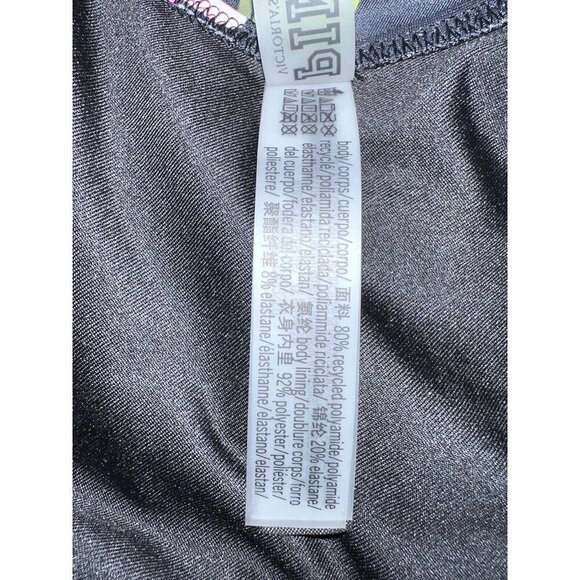 PINK
VICTORIA'S
body/corps/cuerpo/corpo/ 面料 80% recycled polyamide/polyamide
recyclé/poliamida reciclada/poliammide riciclata/ 锦纶 20% elastane/
élasthanne/elastano/elastan/ 氨纶 body lining/doublure corps/forro
del cuerpo/fodera del corpo/ 衣身内里 92% polyester/poliéster/
poliestere/ 聚酯纤维 8% elastane/élasthanne/elastano/elastan/